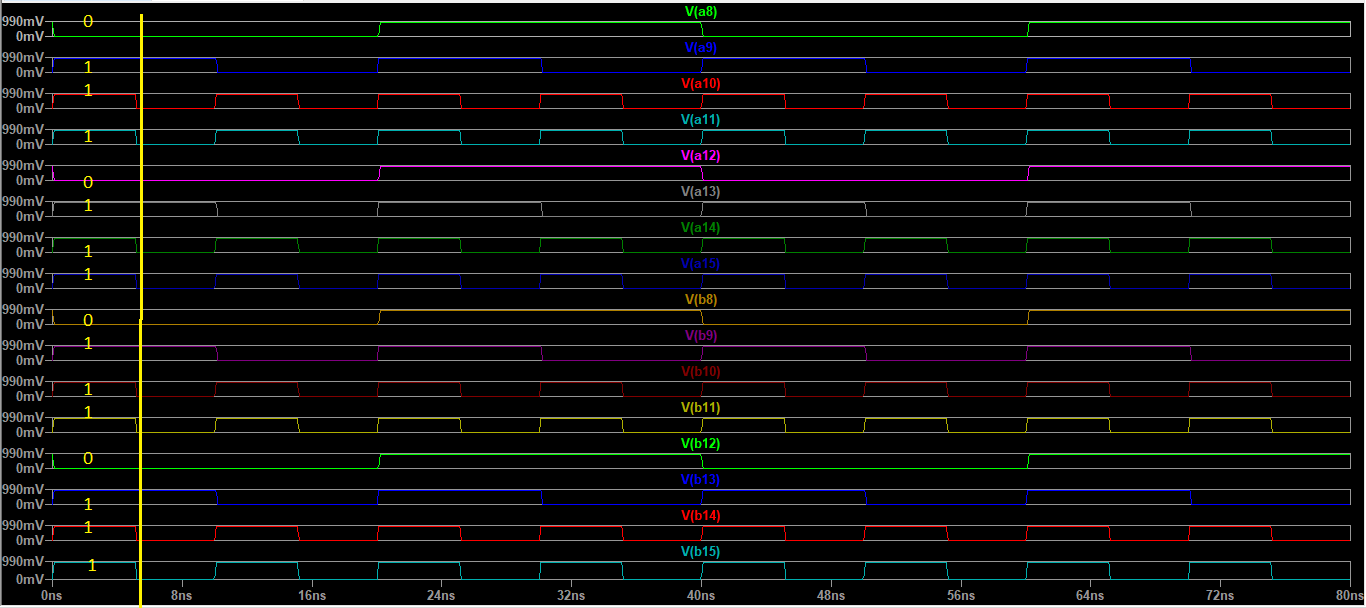 V(a8)
990mV
0
0mV
V(a9)
990mV
1
0mV
V(a10)
1
990mV
0mV
V(a11)
990mV
1
0mV
V(a12)
990mV
0mV
0
V(a13)
990mV
1
0mV
V(a14)
990mV
1
0mV
V(a15)
990mV
1
0mV
V(b8)
990mV
0
0mV
V(b9)
990mV
1
0mV
V(b10)
990mV
1
0mV
V(b11)
1
990mV
0mV
V(b12)
990mV
0
0mV
V(b13)
990mV
1
0mV
V(b14)
990mV
1
0mV
V(b15)
990mV
1
0mV
0ns 8ns 16ns 24ns 32ns 40ns 48ns 56ns 64ns 72ns 80ns